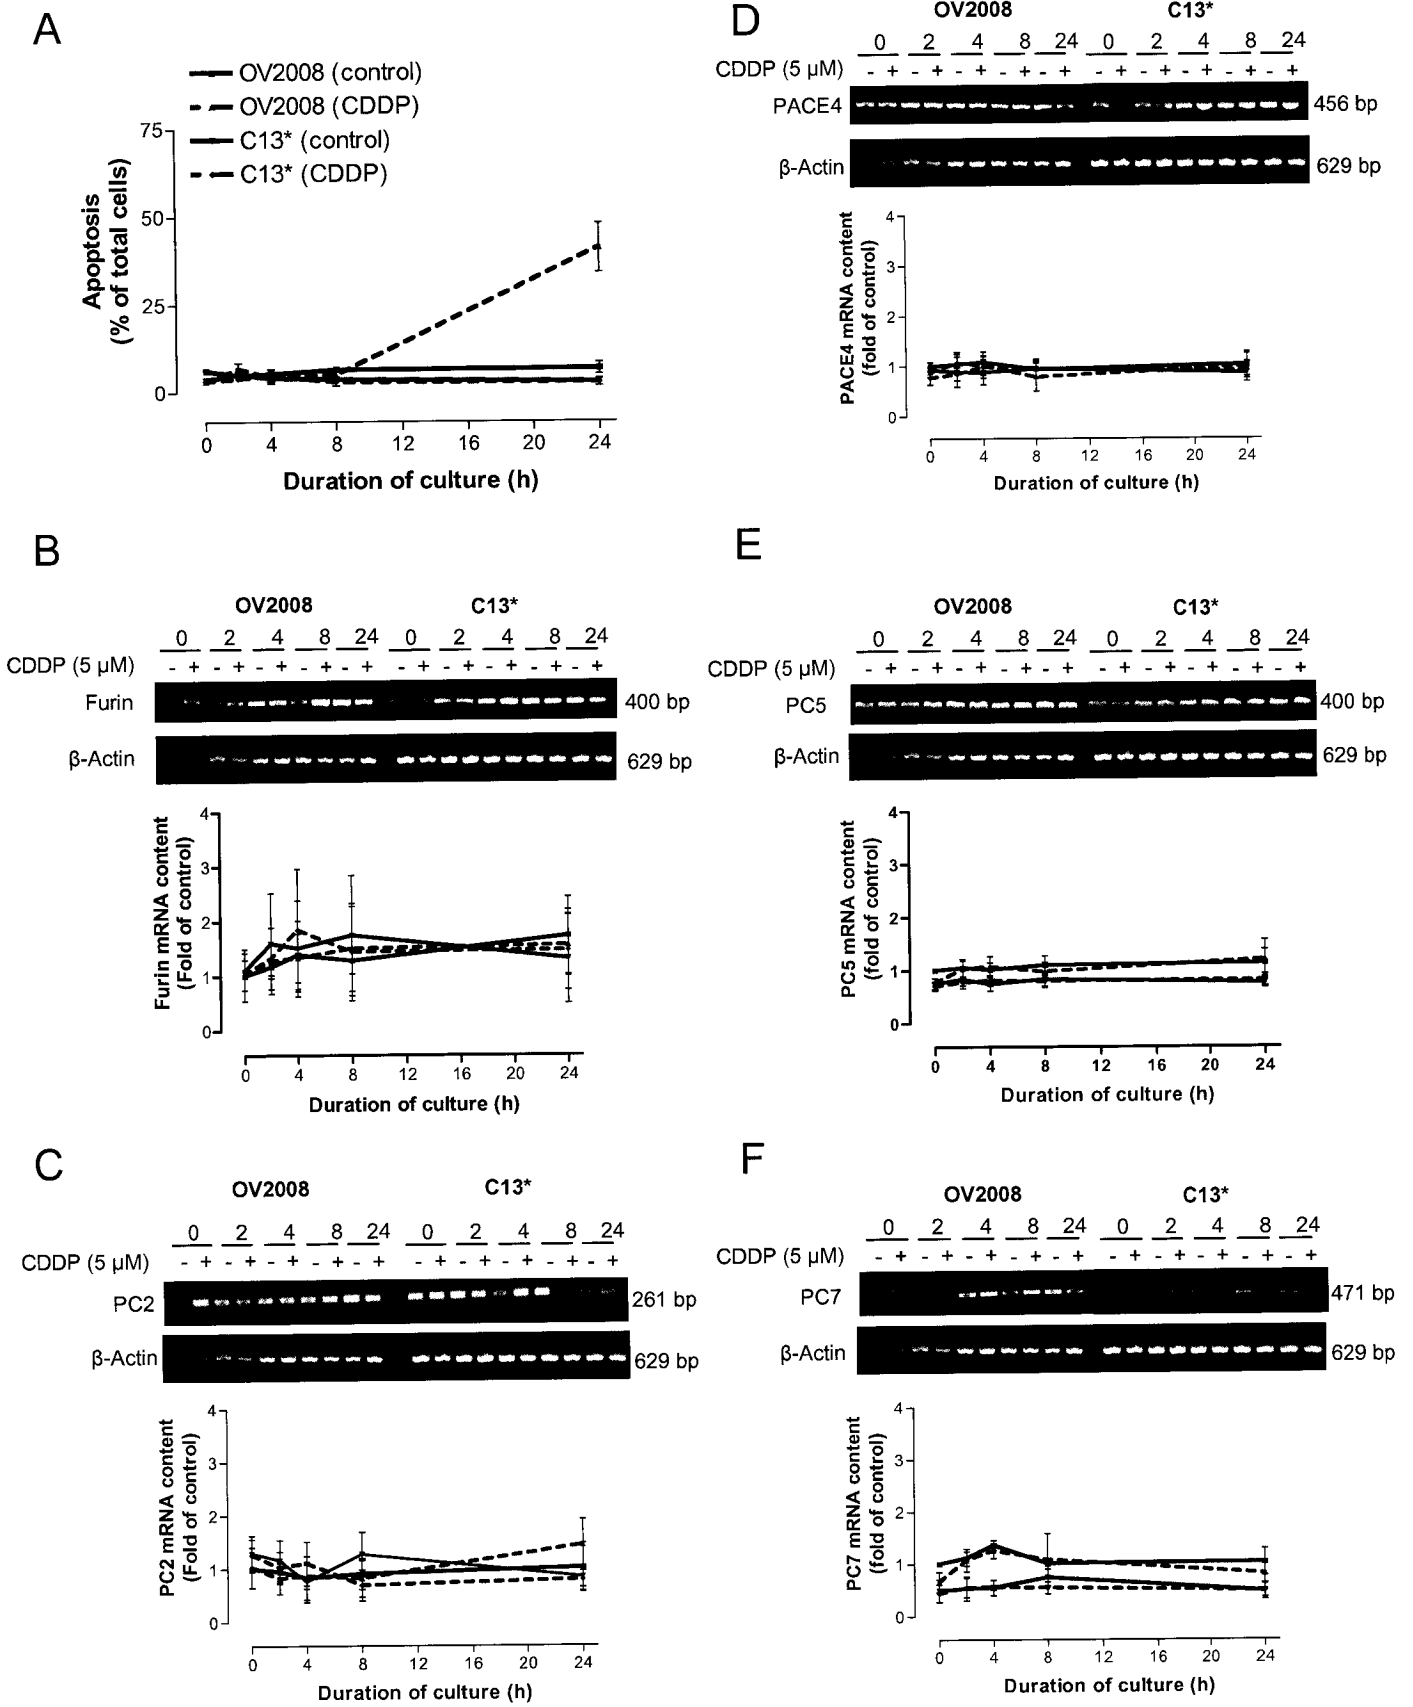 A
OV2008 (control)
OV2008 (CDDP)
C13* (control)
C13* (CDDP)
75
50
25
0
Apoptosis
(% of total cells)
0 4 8 12 16 20 24
Duration of culture (h)
B
OV2008 C13*
0 2 4 8 24 0 2 4 8 24
CDDP (5 µM) - + - + - + - + - + - + - + - + - + - +
Furin 400 bp
β-Actin 629 bp
4
3
2
1
0
Furin mRNA content
(Fold of control)
0 4 8 12 16 20 24
Duration of culture (h)
C
OV2008 C13*
0 2 4 8 24 0 2 4 8 24
CDDP (5 µM) - + - + - + - + - + - + - + - + - + - +
PC2 261 bp
β-Actin 629 bp
4
3
2
1
0
PC2 mRNA content
(Fold of control)
0 4 8 12 16 20 24
Duration of culture (h)
D
OV2008 C13*
0 2 4 8 24 0 2 4 8 24
CDDP (5 µM) - + - + - + - + - + - + - + - + - + - +
PACE4 456 bp
β-Actin 629 bp
4
3
2
1
0
PACE4 mRNA content
(fold of control)
0 4 8 12 16 20 24
Duration of culture (h)
E
OV2008 C13*
0 2 4 8 24 0 2 4 8 24
CDDP (5 µM) - + - + - + - + - + - + - + - + - + - +
PC5 400 bp
β-Actin 629 bp
4
3
2
1
0
PC5 mRNA content
(fold of control)
0 4 8 12 16 20 24
Duration of culture (h)
F
OV2008 C13*
0 2 4 8 24 0 2 4 8 24
CDDP (5 µM) - + - + - + - + - + - + - + - + - + - +
PC7 471 bp
β-Actin 629 bp
4
3
2
1
0
PC7 mRNA content
(fold of control)
0 4 8 12 16 20 24
Duration of culture (h)